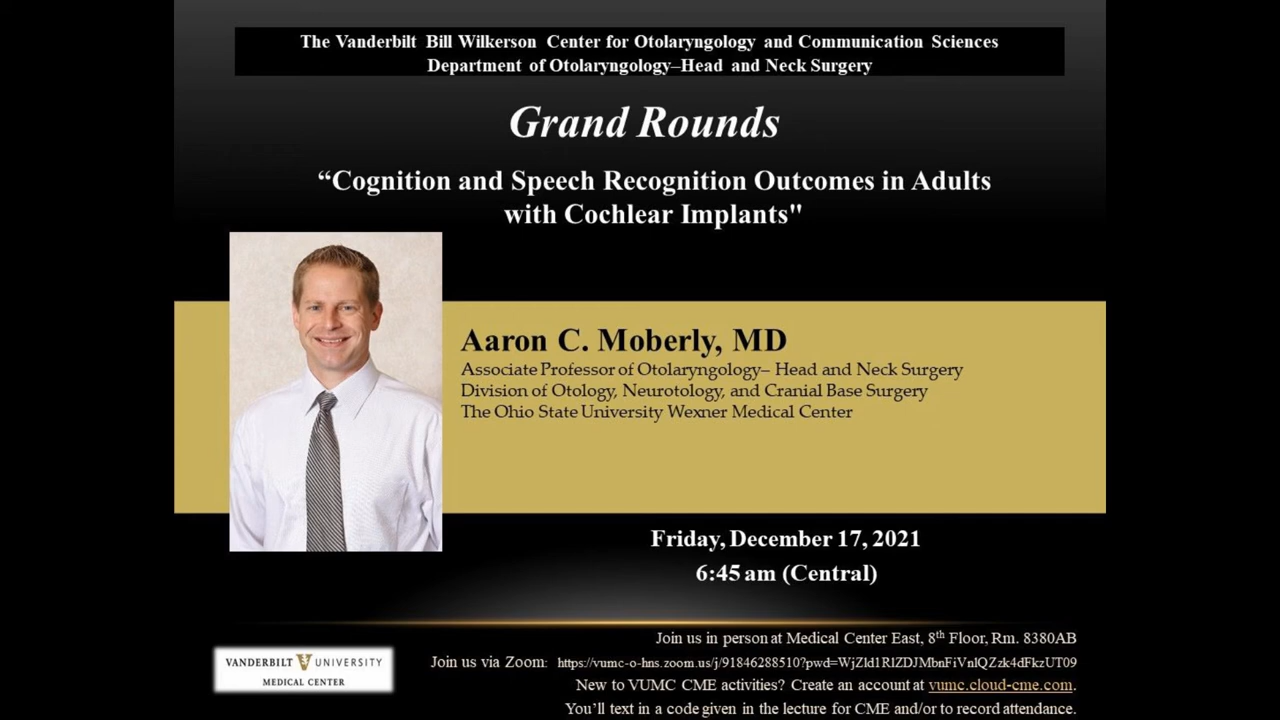 The Vanderbilt Bill Wilkerson Center for Otolaryngology and Communication Sciences
Department of Otolaryngology–Head and Neck Surgery
Grand Rounds
“Cognition and Speech Recognition Outcomes in Adults
with Cochlear Implants"
Aaron C. Moberly, MD
Associate Professor of Otolaryngology– Head and Neck Surgery
Division of Otology, Neurotology, and Cranial Base Surgery
The Ohio State University Wexner Medical Center
Friday, December 17, 2021
6:45 am (Central)
Join us in person at Medical Center East, 8th Floor, Rm. 8380AB
Join us via Zoom: https://vumc-o-hns.zoom.us/j/91846288510?pwd=WjZld1RlZDJMbnFiVnlQZzk4dFkzUT09
New to VUMC CME activities? Create an account at vumc.cloud-cme.com.
You’ll text in a code given in the lecture for CME and/or to record attendance.
VANDERBILT UNIVERSITY
MEDICAL CENTER